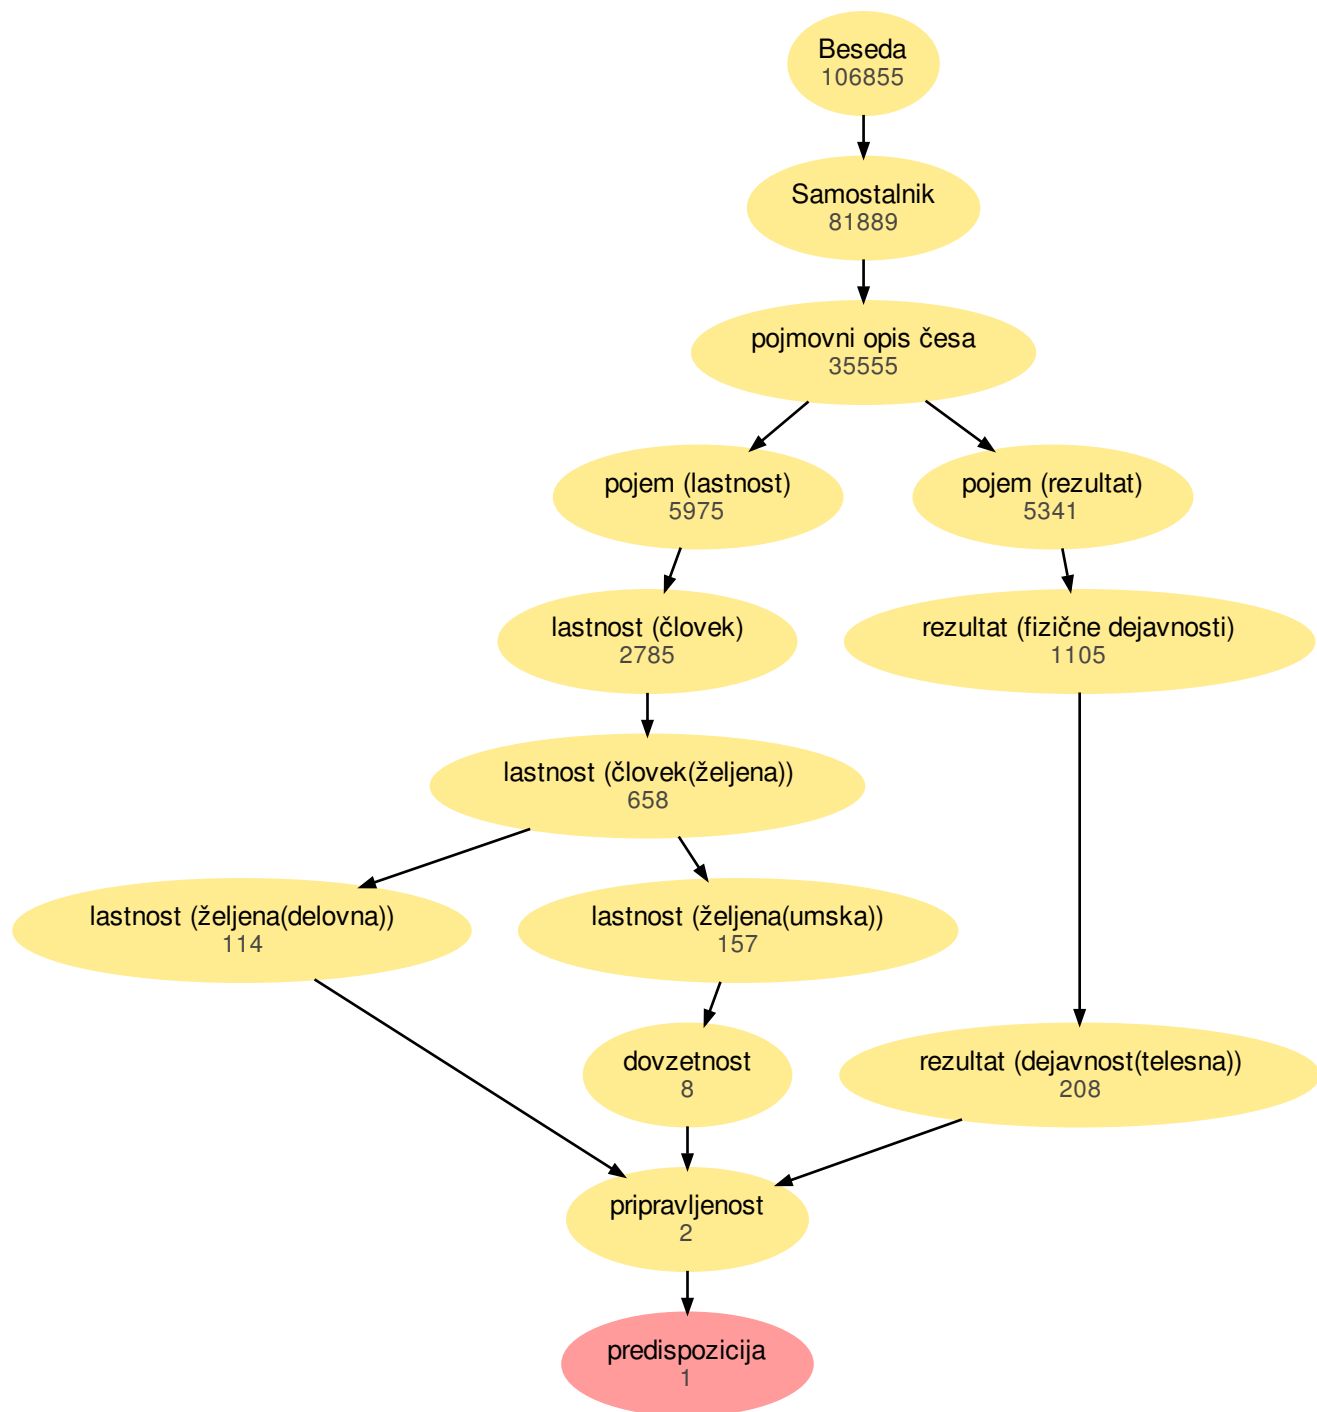 Beseda
106855
Samostalnik
81889
pojmovni opis česa
35555
pojem (lastnost)
5975
pojem (rezultat)
5341
lastnost (človek)
2785
rezultat (fizične dejavnosti)
1105
lastnost (človek(željena))
658
lastnost (željena(delovna))
114
lastnost (željena(umska))
157
dovzetnost
8
rezultat (dejavnost(telesna))
208
pripravljenost
2
predispozicija
1